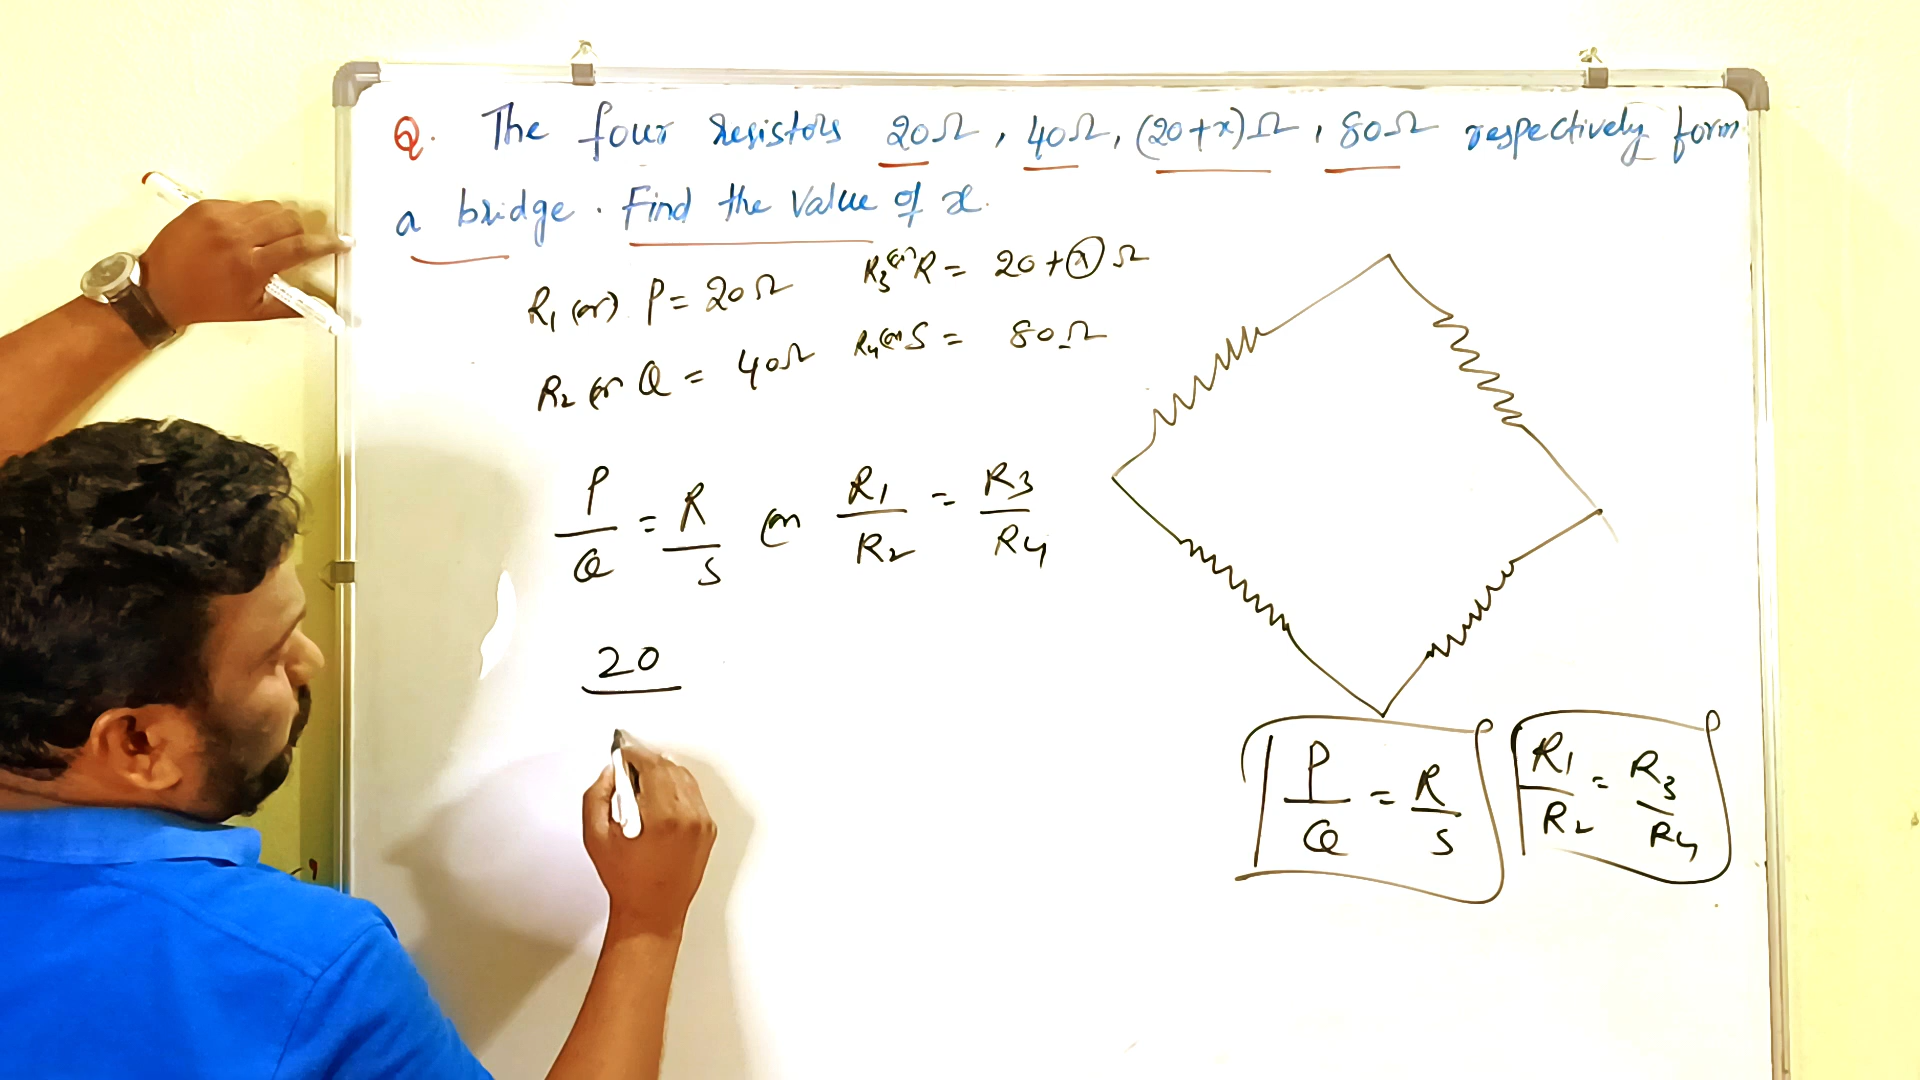 Q. The four resistors 20Ω, 40Ω, (20+x)Ω, 80Ω respectively form
a bridge. Find the value of x.
R₁ (or) P = 20Ω R₃ (or) R = 20+x Ω
R₂ or Q = 40Ω R₄ (or) S = 80Ω
P/Q = R/S or R₁/R₂ = R₃/R₄
20
P/Q = R/S R₁/R₂ = R₃/R₄